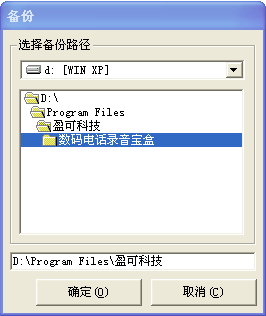 备份
选择备份路径
d: [WIN XP]
D:\
Program Files
盈可科技
数码电话录音宝盒
D:\Program Files\盈可科技
确定(O) 取消(C)